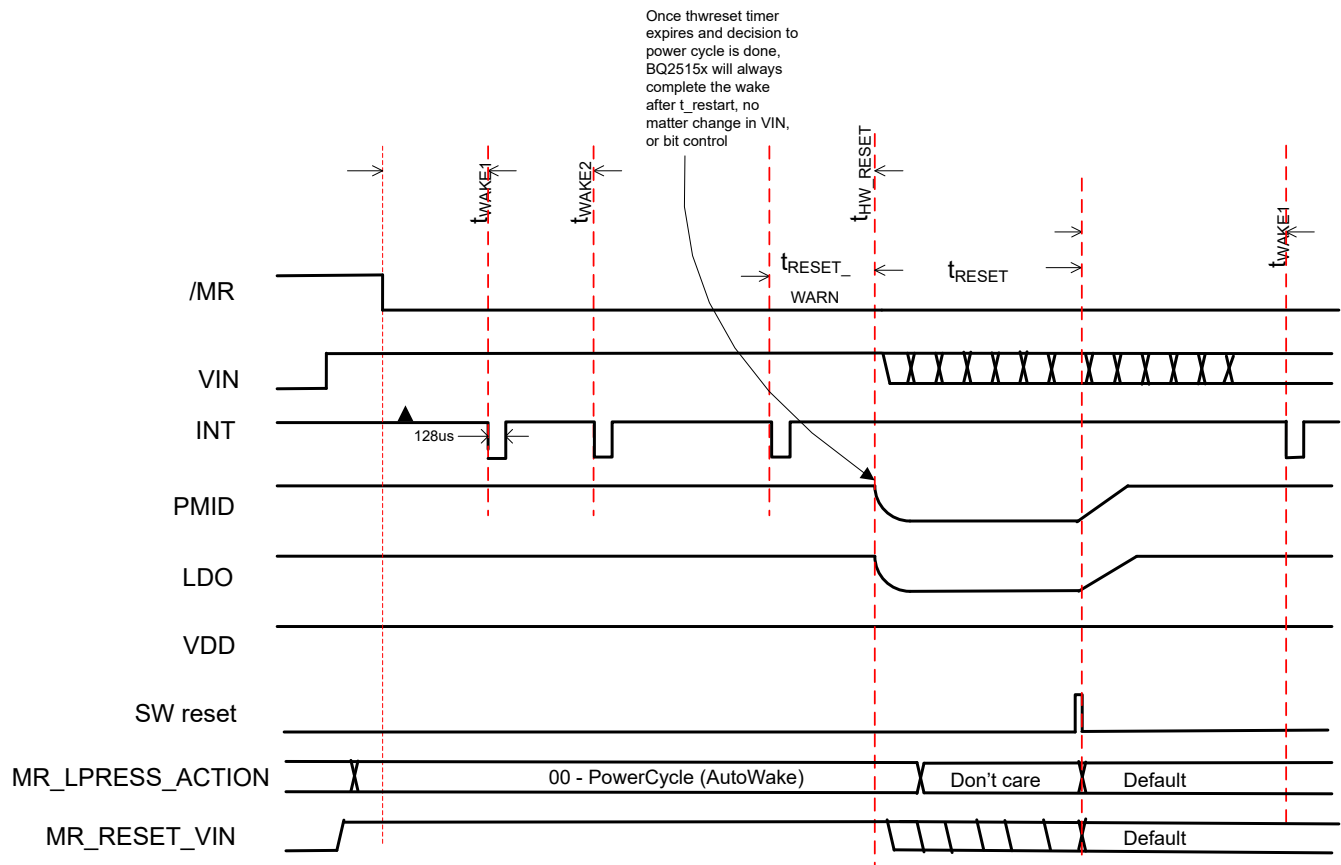 Once thwreset timer
expires and decision to
power cycle is done,
BQ2515x will always
complete the wake
after t_restart, no
matter change in VIN,
or bit control
tWAKE1
tWAKE2
tHW_RESET
tWAKE1
tRESET_
WARN
tRESET
/MR
VIN
INT
128us
PMID
LDO
VDD
SW reset
MR_LPRESS_ACTION
00 - PowerCycle (AutoWake)
Don't care
Default
MR_RESET_VIN
Default